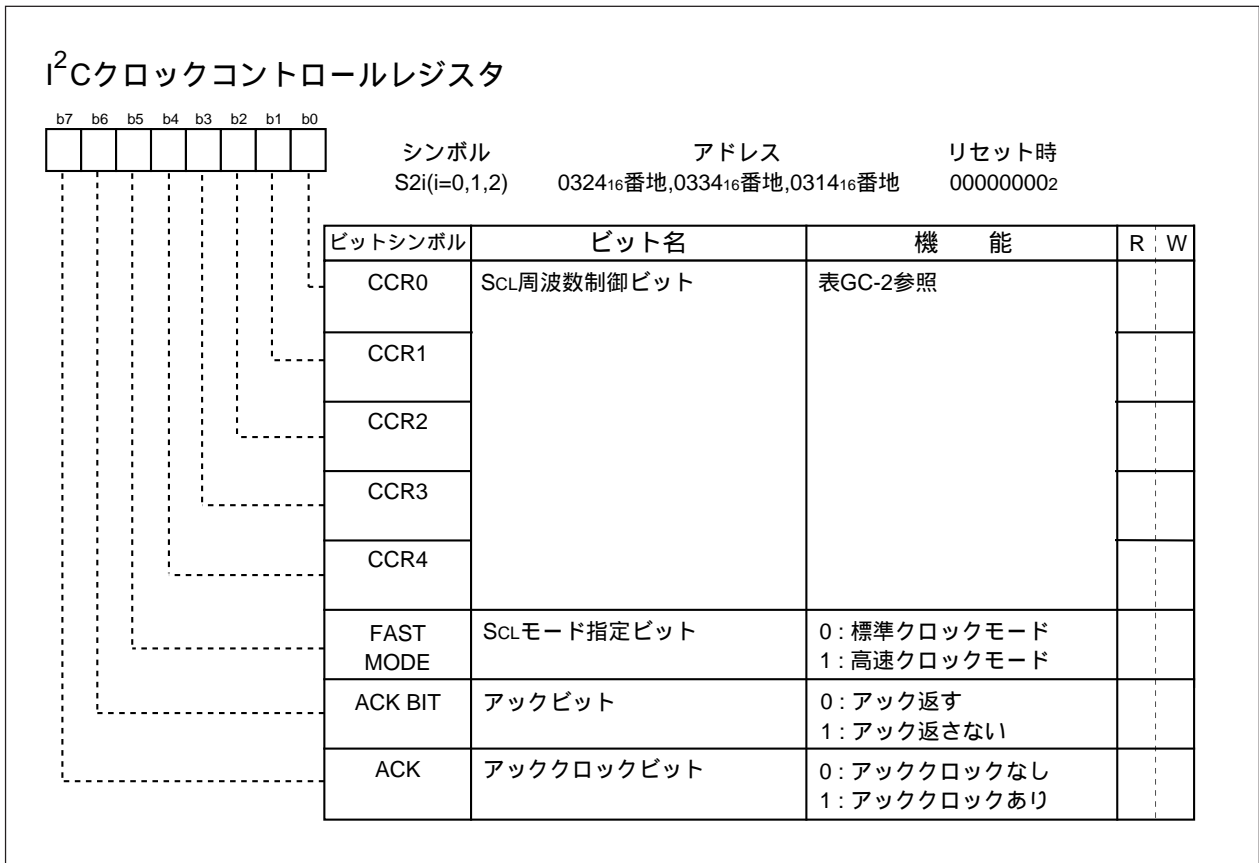 I²Cクロックコントロールレジスタ
b7 b6 b5 b4 b3 b2 b1 b0
シンボル アドレス リセット時
S2i(i=0,1,2) 0324₁₆番地,0334₁₆番地,0314₁₆番地 00000000₂
ビットシンボル ビット名 機 能 R W
CCR0 SCL周波数制御ビット 表GC-2参照
CCR1
CCR2
CCR3
CCR4
FAST MODE SCLモード指定ビット 0 : 標準クロックモード
1 : 高速クロックモード
ACK BIT アックビット 0 : アック返す
1 : アック返さない
ACK アッククロックビット 0 : アッククロックなし
1 : アッククロックあり